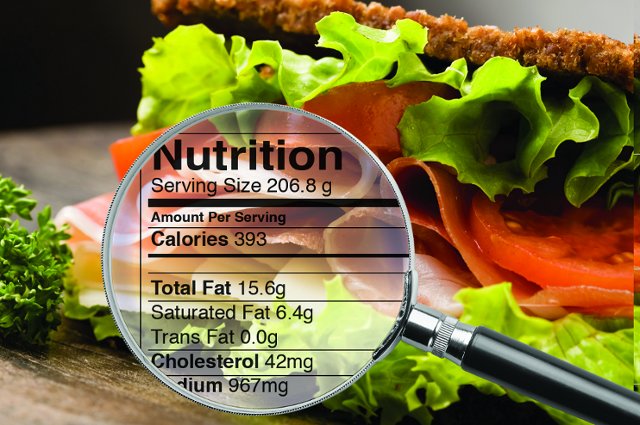 Nutrition
Serving Size 206.8 g
Amount Per Serving
Calories 393
Total Fat 15.6g
Saturated Fat 6.4g
Trans Fat 0.0g
Cholesterol 42mg
dium 967mg